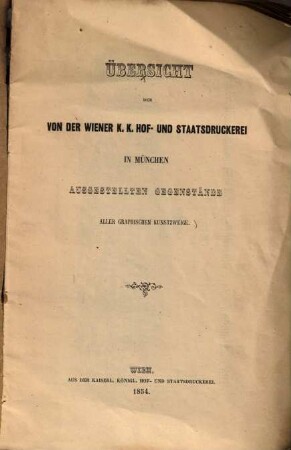 ÜBERSICHT
DER
VON DER WIENER K. K. HOF- UND STAATSDRUCKEREI
IN MÜNCHEN
AUSGESTELLTEN GEGENSTÄNDE
ALLER GRAPHISCHEN KUNSTZWEIGE.
WIEN.
AUS DER KAISERL. KÖNIGL. HOF- UND STAATSDRUCKEREI.
1854.